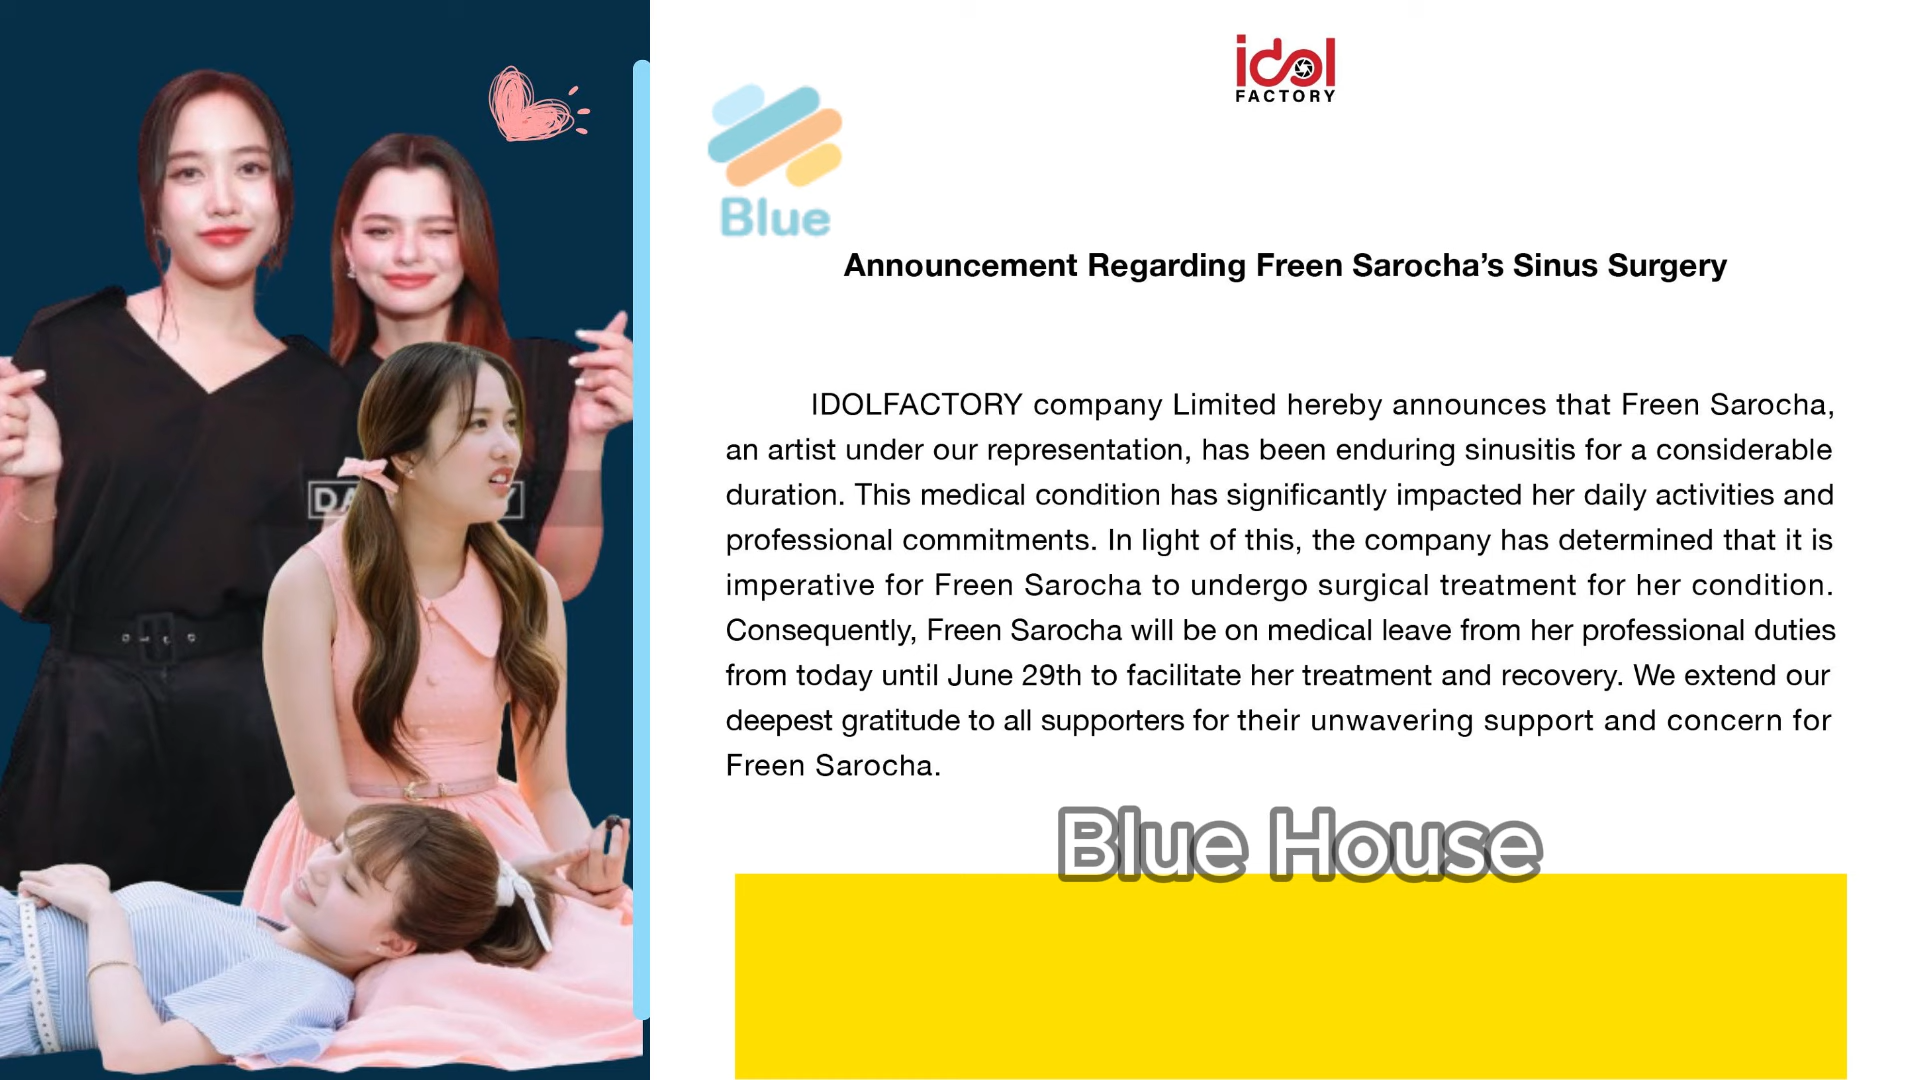 idol
FACTORY
Blue
Announcement Regarding Freen Sarocha’s Sinus Surgery
IDOLFACTORY company Limited hereby announces that Freen Sarocha,
an artist under our representation, has been enduring sinusitis for a considerable
duration. This medical condition has significantly impacted her daily activities and
professional commitments. In light of this, the company has determined that it is
imperative for Freen Sarocha to undergo surgical treatment for her condition.
Consequently, Freen Sarocha will be on medical leave from her professional duties
from today until June 29th to facilitate her treatment and recovery. We extend our
deepest gratitude to all supporters for their unwavering support and concern for
Freen Sarocha.
Blue House